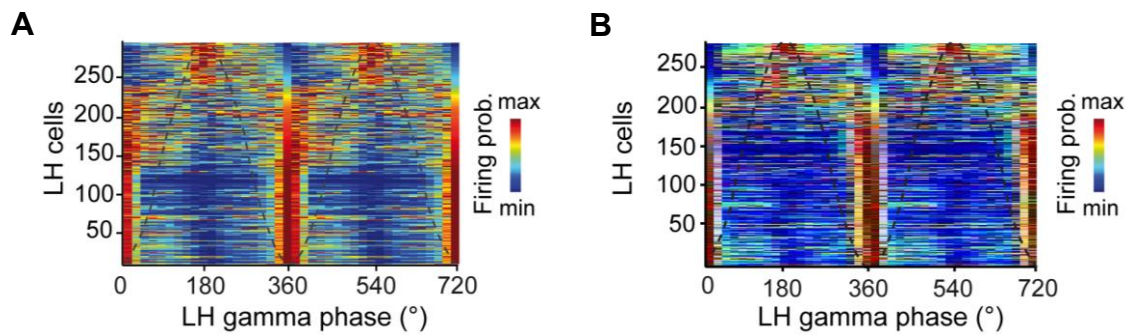 A
LH cells
250
200
150
100
50
0 180 360 540 720
LH gamma phase (°)
Firing prob.
max
min
B
LH cells
250
200
150
100
50
0 180 360 540 720
LH gamma phase (°)
Firing prob.
max
min